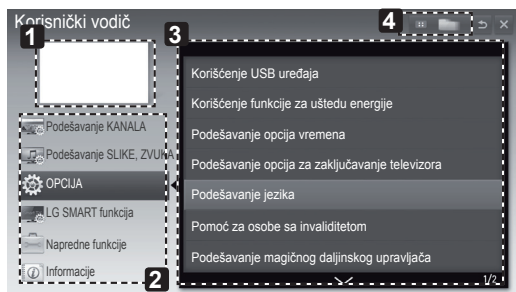 Korisnički vodič
4
1
3
Podešavanje KANALA
Podešavanje SLIKE, ZVUKA
OPCIJA
LG SMART funkcija
Napredne funkcije
Informacije
2
Korišćenje USB uređaja
Korišćenje funkcije za uštedu energije
Podešavanje opcija vremena
Podešavanje opcija za zaključavanje televizora
Podešavanje jezika
Pomoć za osobe sa invaliditetom
Podešavanje magičnog daljinskog upravljača
1/2